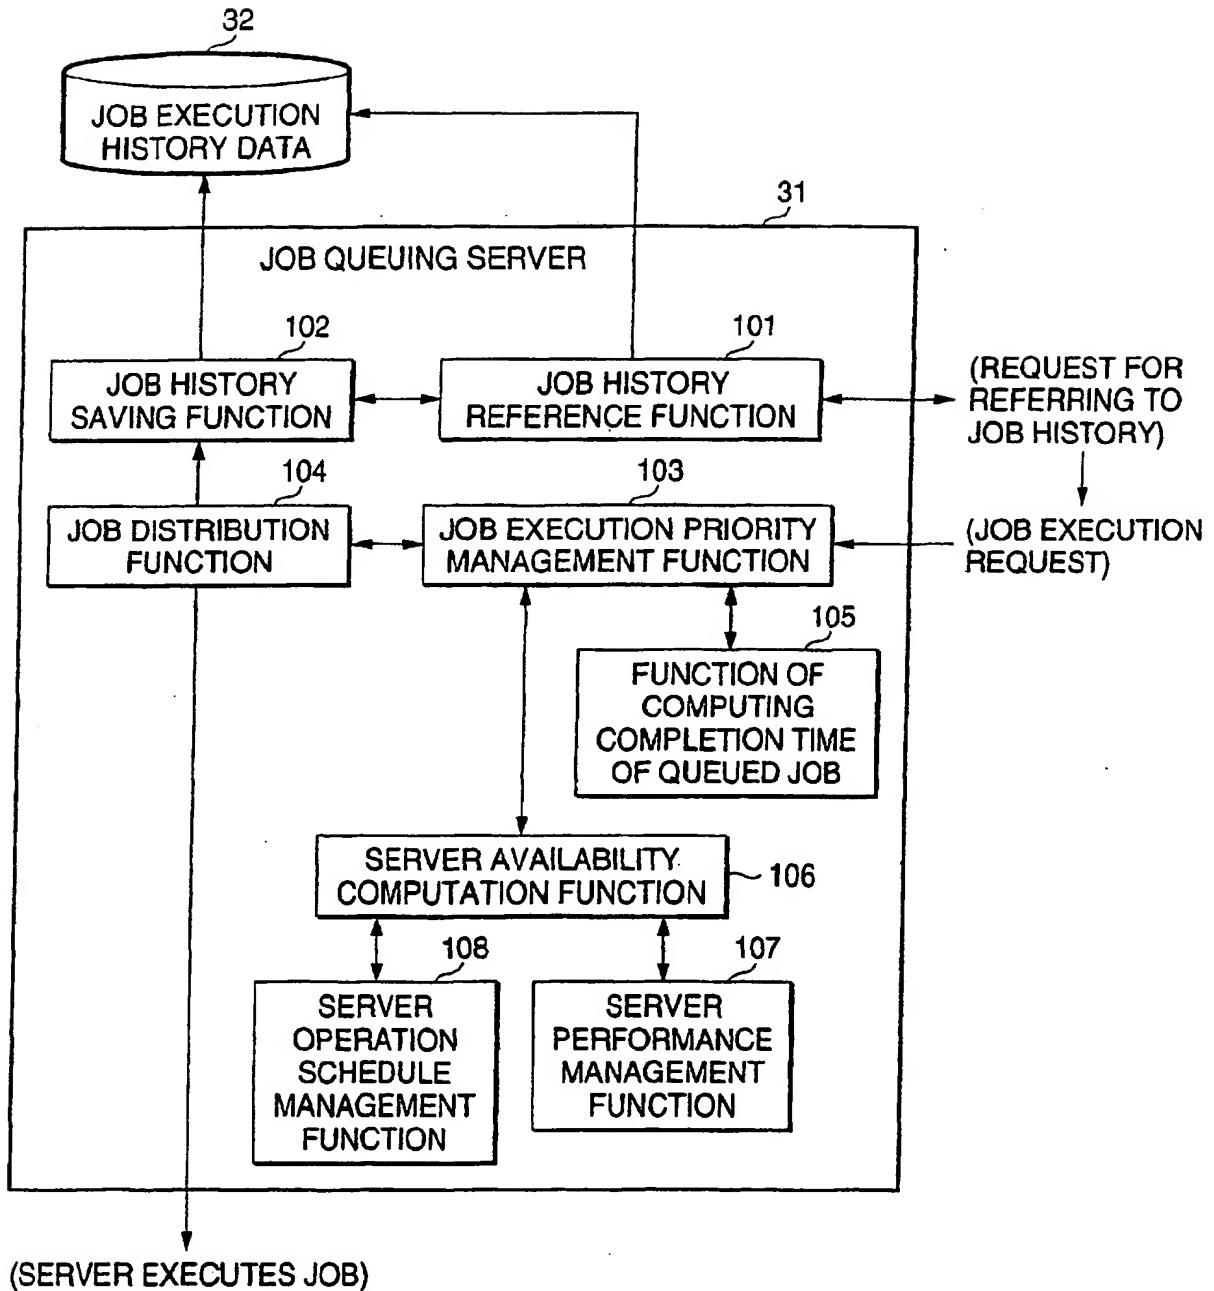 32
JOB EXECUTION
HISTORY DATA
31
JOB QUEUING SERVER
102
JOB HISTORY
SAVING FUNCTION
101
JOB HISTORY
REFERENCE FUNCTION
(REQUEST FOR
REFERRING TO
JOB HISTORY)
104
JOB DISTRIBUTION
FUNCTION
103
JOB EXECUTION PRIORITY
MANAGEMENT FUNCTION
(JOB EXECUTION
REQUEST)
105
FUNCTION OF
COMPUTING
COMPLETION TIME
OF QUEUED JOB
SERVER AVAILABILITY
COMPUTATION FUNCTION
106
108
SERVER
OPERATION
SCHEDULE
MANAGEMENT
FUNCTION
107
SERVER
PERFORMANCE
MANAGEMENT
FUNCTION
(SERVER EXECUTES JOB)